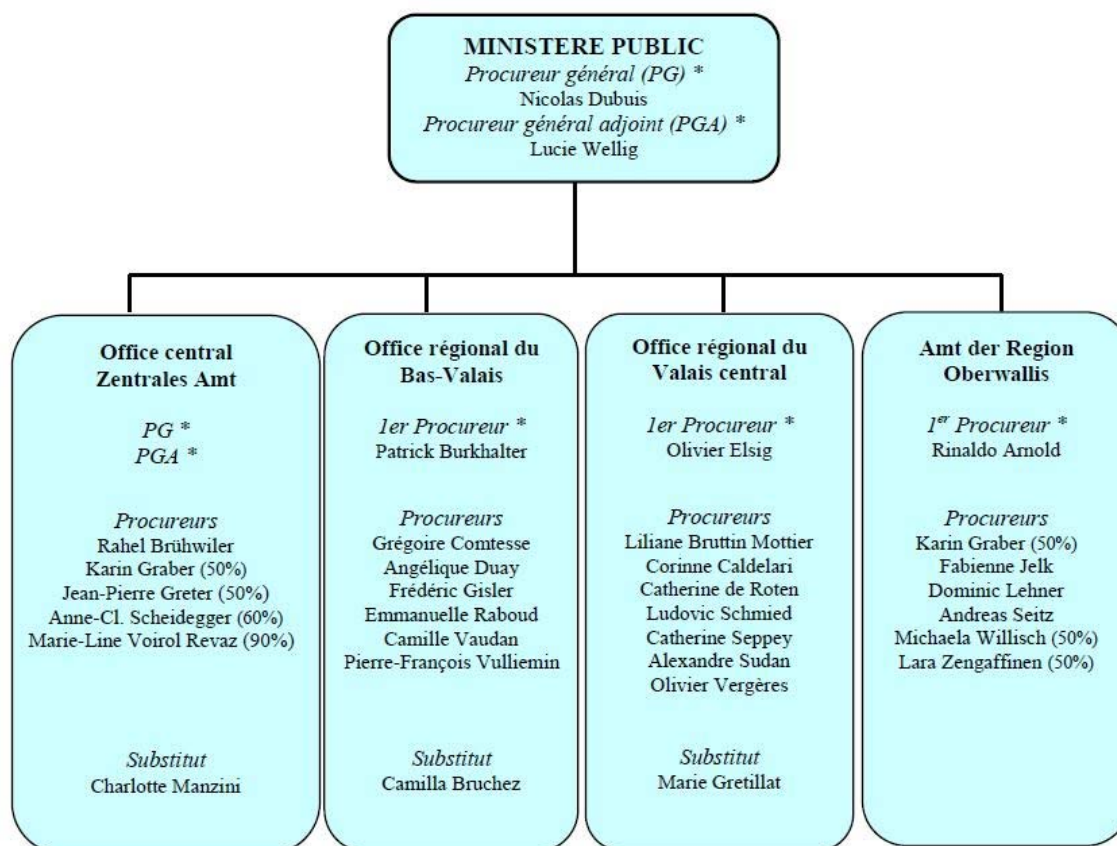 MINISTERE PUBLIC
Procureur général (PG) *
Nicolas Dubuis
Procureur général adjoint (PGA) *
Lucie Wellig
Office central
Zentrales Amt
PG *
PGA *
Procureurs
Rahel Brühwiler
Karin Graber (50%)
Jean-Pierre Greter (50%)
Anne-Cl. Scheidegger (60%)
Marie-Line Voirol Revaz (90%)
Substitut
Charlotte Manzini
Office régional du
Bas-Valais
1er Procureur *
Patrick Burkhalter
Procureurs
Grégoire Comtesse
Angélique Duay
Frédéric Gisler
Emmanuelle Raboud
Camille Vaudan
Pierre-François Vulliemin
Substitut
Camilla Bruchez
Office régional du
Valais central
1er Procureur *
Olivier Elsig
Procureurs
Liliane Bruttin Mottier
Corinne Caldelari
Catherine de Roten
Ludovic Schmied
Catherine Seppey
Alexandre Sudan
Olivier Vergères
Substitut
Marie Gretillat
Amt der Region
Oberwallis
1er Procureur *
Rinaldo Arnold
Procureurs
Karin Graber (50%)
Fabienne Jelk
Dominic Lehner
Andreas Seitz
Michaela Willisch (50%)
Lara Zengaffinen (50%)